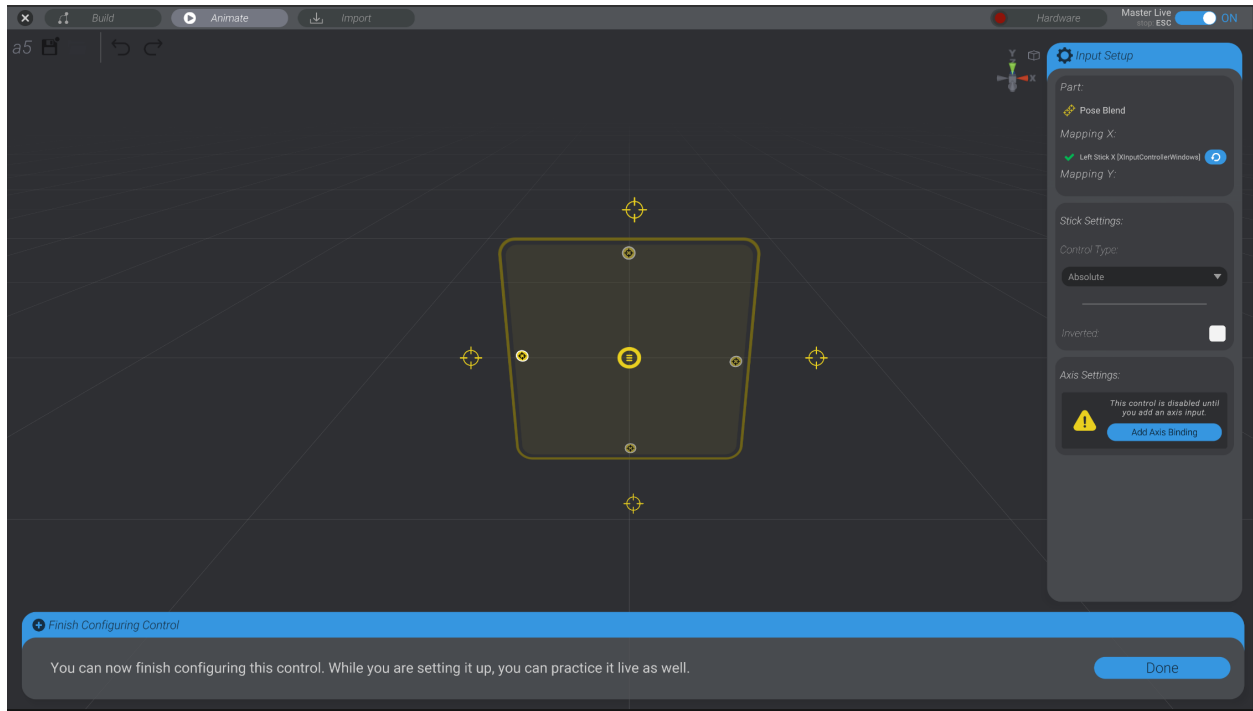 Build
Animate
Import
Hardware
Master Live
stop: ESC
ON
a5
Y
X
Input Setup
Part:
Pose Blend
Mapping X:
Left Stick X [XInputControllerWindows]
Mapping Y:
Stick Settings:
Control Type:
Absolute
Inverted:
Axis Settings:
This control is disabled until
you add an axis input.
Add Axis Binding
Finish Configuring Control
You can now finish configuring this control. While you are setting it up, you can practice it live as well.
Done